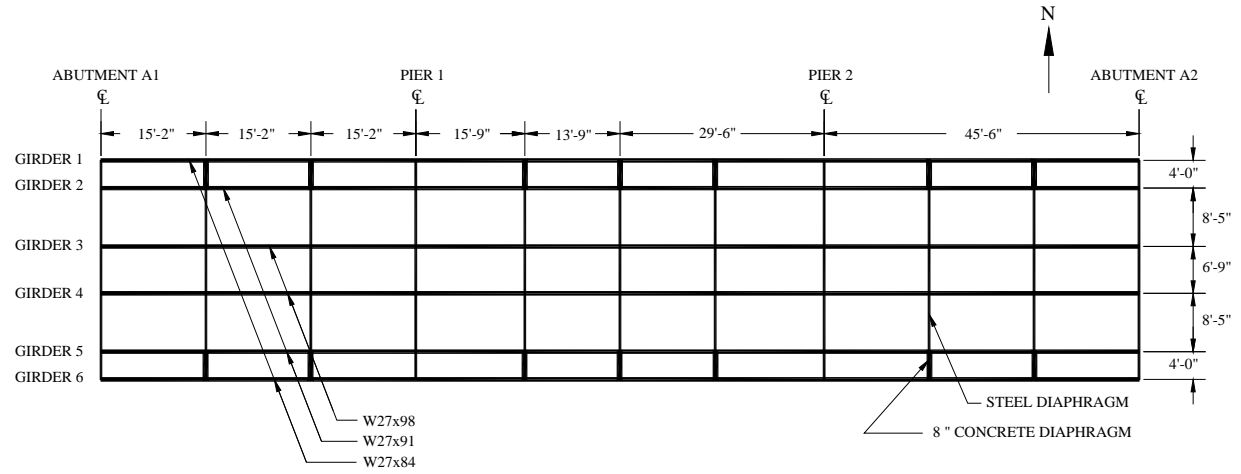 N
ABUTMENT A1 PIER 1 PIER 2 ABUTMENT A2
℄ ℄ ℄ ℄
15'-2" 15'-2" 15'-2" 15'-9" 13'-9" 29'-6" 45'-6"
GIRDER 1
4'-0"
GIRDER 2
8'-5"
GIRDER 3
6'-9"
GIRDER 4
8'-5"
GIRDER 5
4'-0"
GIRDER 6
STEEL DIAPHRAGM
W27x98
8 " CONCRETE DIAPHRAGM
W27x91
W27x84